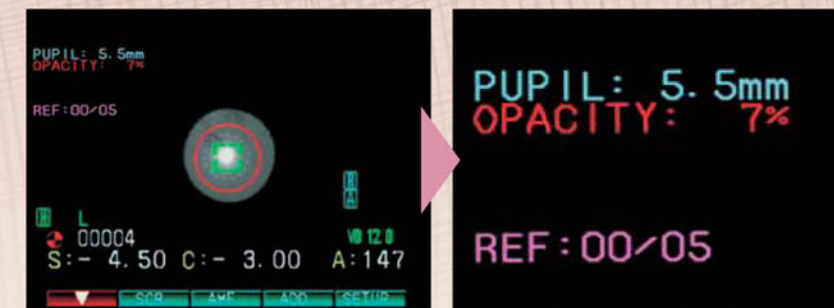 PUPIL: 5.5mm
OPACITY: 7%
REF:00/05
R
A
H L
00004
VD 12.0
S:- 4.50 C:- 3.00 A:147
SCR ADD SETUP
PUPIL: 5.5mm
OPACITY: 7%
REF:00/05